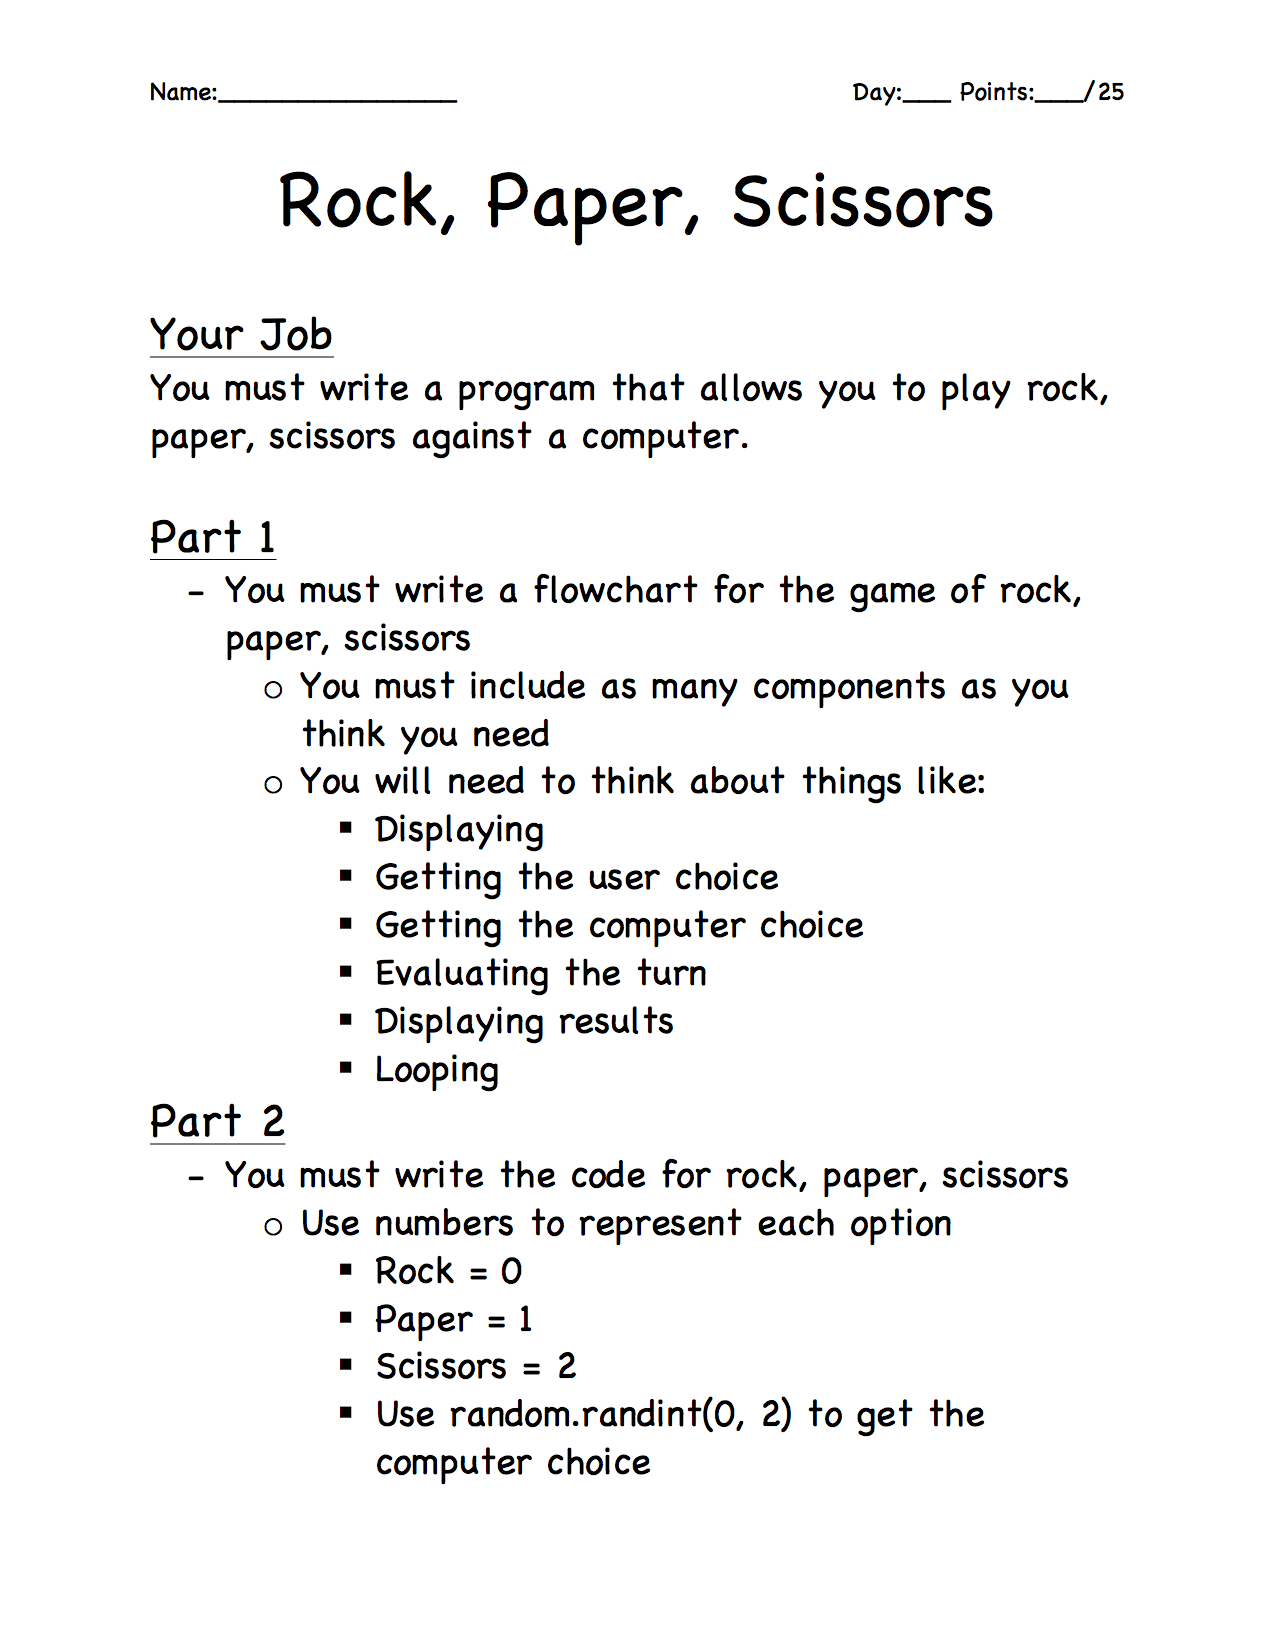 Name:_______________ Day:___ Points:___/25
Rock, Paper, Scissors
Your Job
You must write a program that allows you to play rock,
paper, scissors against a computer.
Part 1
- You must write a flowchart for the game of rock,
paper, scissors
o You must include as many components as you
think you need
o You will need to think about things like:
▪ Displaying
▪ Getting the user choice
▪ Getting the computer choice
▪ Evaluating the turn
▪ Displaying results
▪ Looping
Part 2
- You must write the code for rock, paper, scissors
o Use numbers to represent each option
▪ Rock = 0
▪ Paper = 1
▪ Scissors = 2
▪ Use random.randint(0, 2) to get the
computer choice